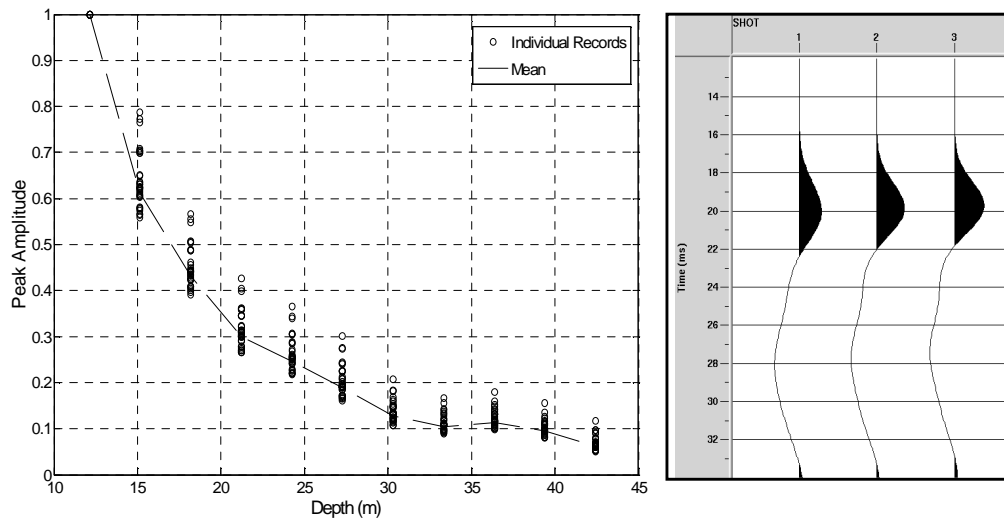 1
0.9
0.8
0.7
0.6
0.5
0.4
0.3
0.2
0.1
0
10 15 20 25 30 35 40 45
Peak Amplitude
Depth (m)
Individual Records
Mean
SHOT
1 2 3
Time (ms)
14
16
18
20
22
24
26
28
30
32